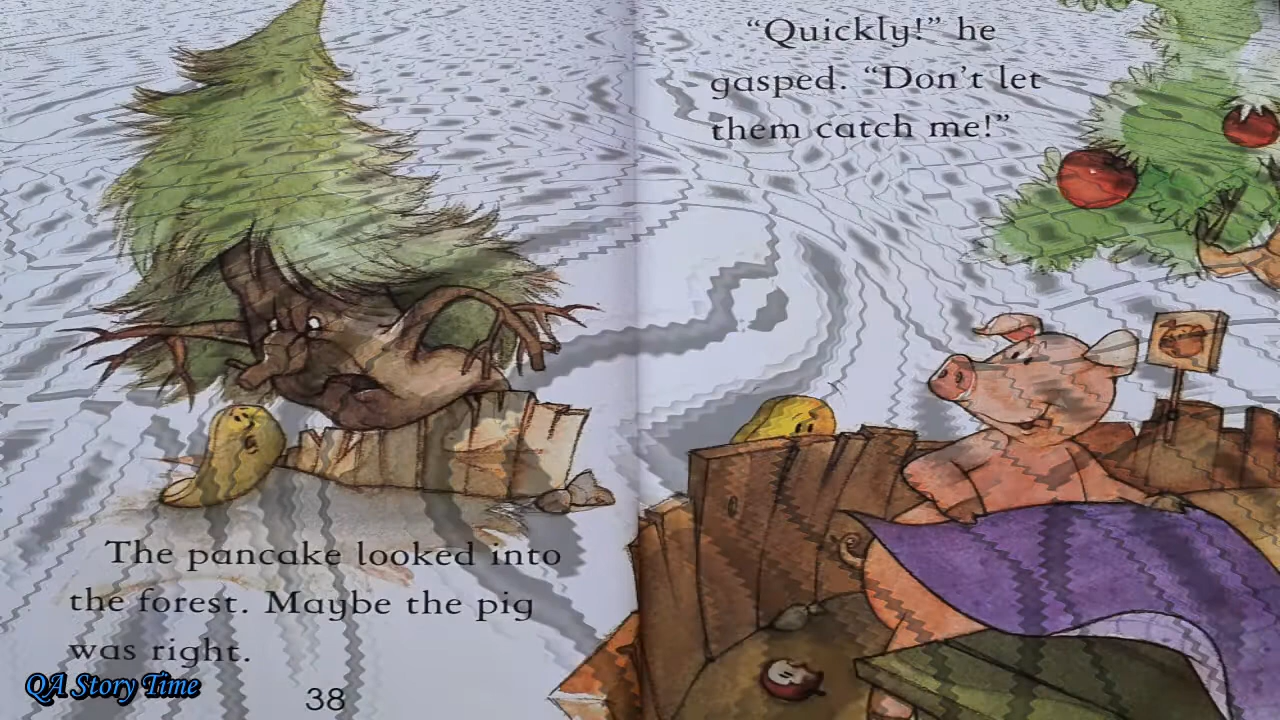 The pancake looked into
the forest. Maybe the pig
was right.
38
“Quickly!” he
gasped. “Don’t let
them catch me!”
QA Story Time